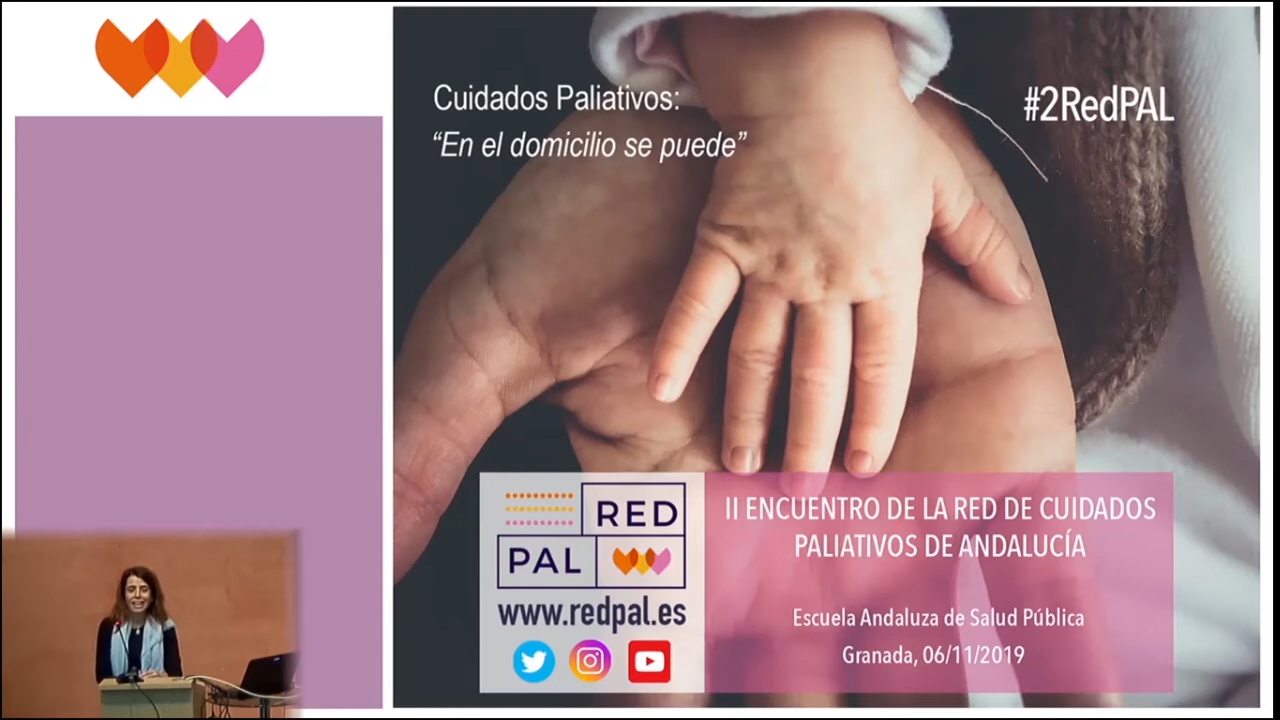 Cuidados Paliativos:
“En el domicilio se puede”
#2RedPAL
RED
PAL
www.redpal.es
II ENCUENTRO DE LA RED DE CUIDADOS
PALIATIVOS DE ANDALUCÍA
Escuela Andaluza de Salud Pública
Granada, 06/11/2019